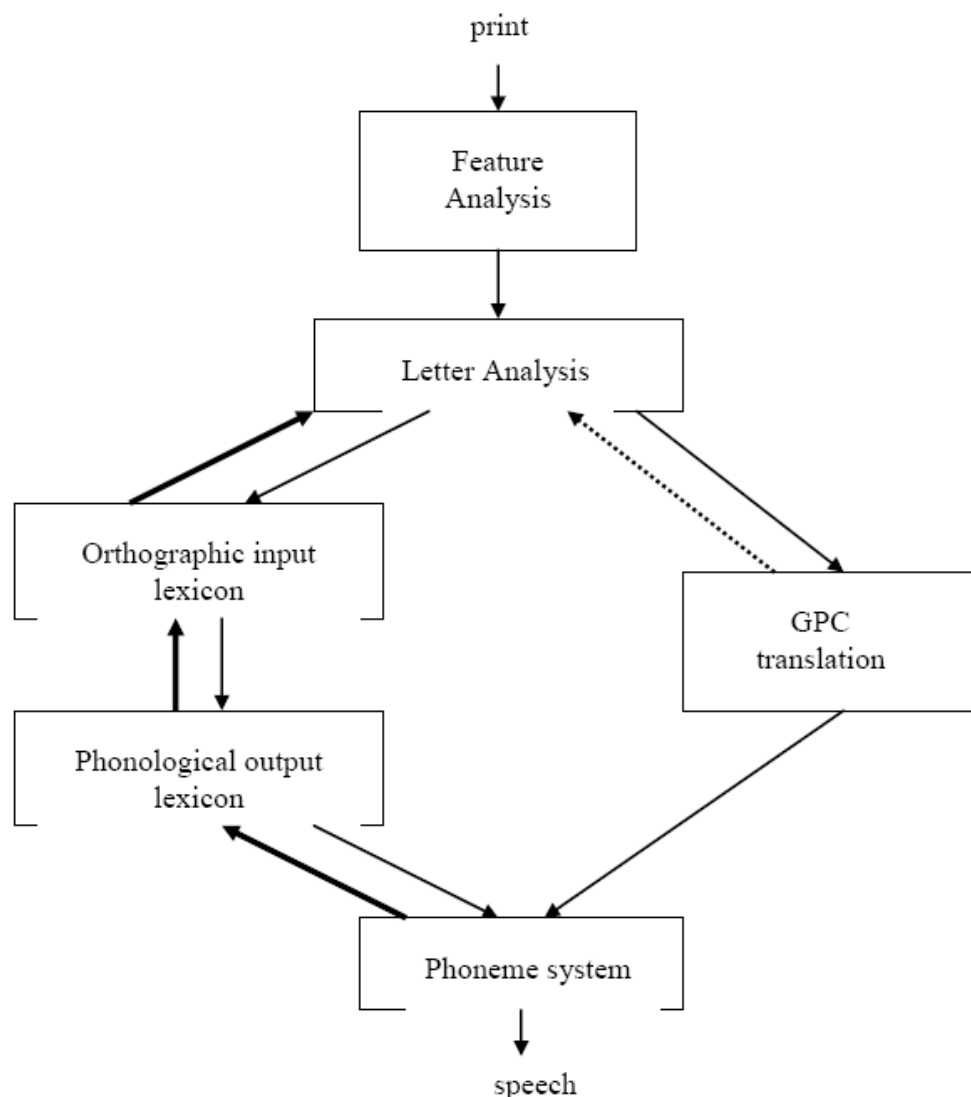 print
Feature
Analysis
Letter Analysis
Orthographic input
lexicon
GPC
translation
Phonological output
lexicon
Phoneme system
speech